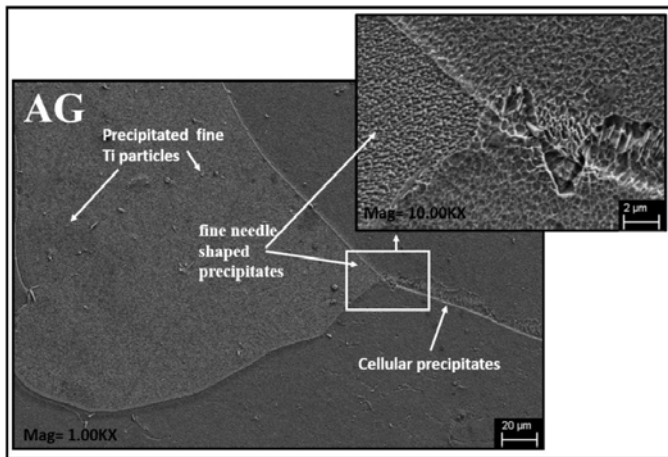 AG
Precipitated fine
Ti particles
fine needle
shaped
precipitates
Cellular precipitates
Mag= 1.00KX
20 µm
Mag= 10.00KX
2 µm